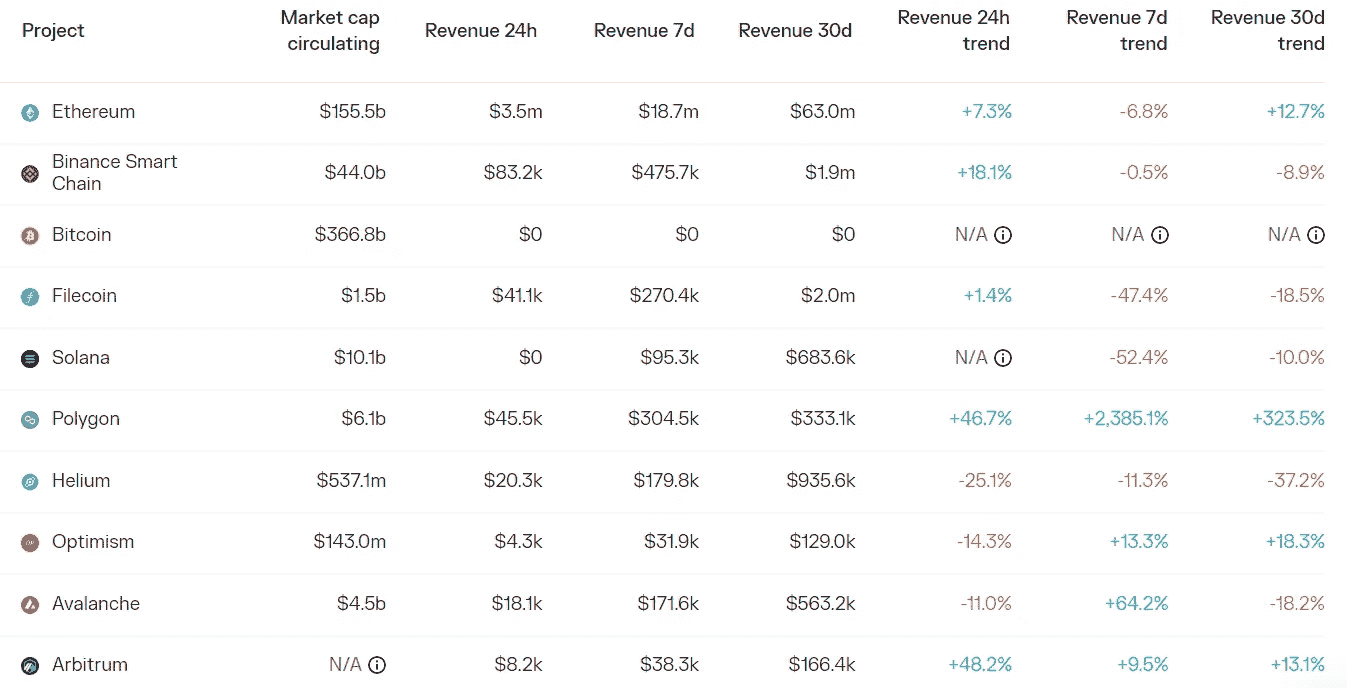 Project Market cap circulating Revenue 24h Revenue 7d Revenue 30d Revenue 24h trend Revenue 7d trend Revenue 30d trend
Ethereum $155.5b $3.5m $18.7m $63.0m +7.3% -6.8% +12.7%
Binance Smart Chain $44.0b $83.2k $475.7k $1.9m +18.1% -0.5% -8.9%
Bitcoin $366.8b $0 $0 $0 N/A N/A N/A
Filecoin $1.5b $41.1k $270.4k $2.0m +1.4% -47.4% -18.5%
Solana $10.1b $0 $95.3k $683.6k N/A -52.4% -10.0%
Polygon $6.1b $45.5k $304.5k $333.1k +46.7% +2,385.1% +323.5%
Helium $537.1m $20.3k $179.8k $935.6k -25.1% -11.3% -37.2%
Optimism $143.0m $4.3k $31.9k $129.0k -14.3% +13.3% +18.3%
Avalanche $4.5b $18.1k $171.6k $563.2k -11.0% +64.2% -18.2%
Arbitrum N/A $8.2k $38.3k $166.4k +48.2% +9.5% +13.1%